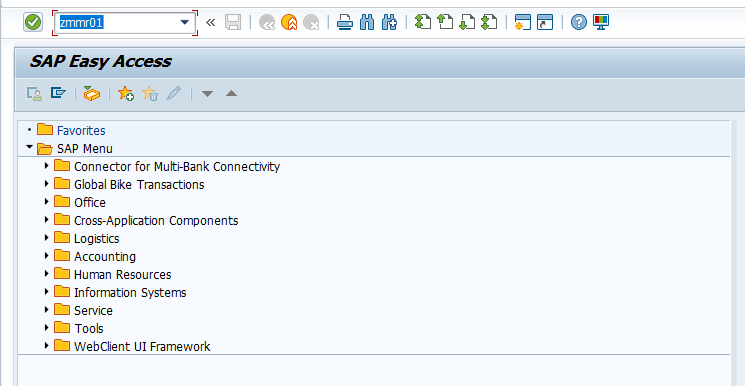 zmmr01
SAP Easy Access
Favorites
SAP Menu
Connector for Multi-Bank Connectivity
Global Bike Transactions
Office
Cross-Application Components
Logistics
Accounting
Human Resources
Information Systems
Service
Tools
WebClient UI Framework